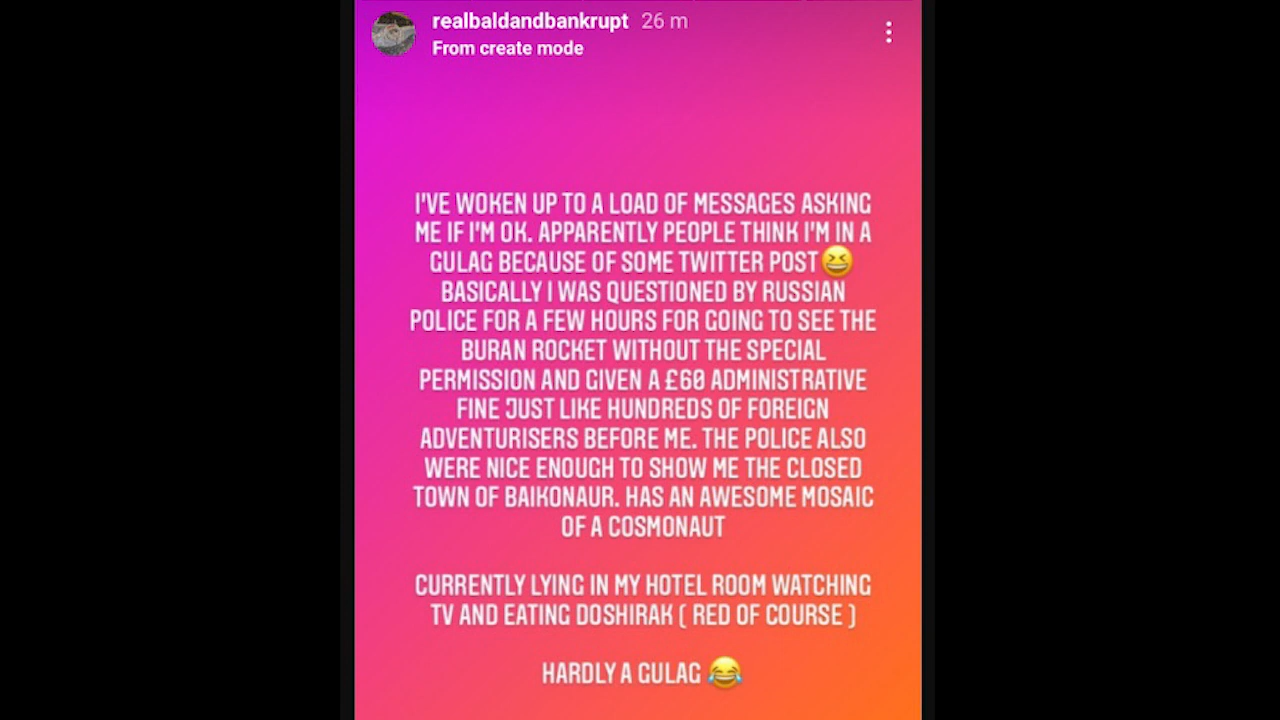 realbaldandbankrupt 26 m
From create mode
I'VE WOKEN UP TO A LOAD OF MESSAGES ASKING
ME IF I'M OK. APPARENTLY PEOPLE THINK I'M IN A
GULAG BECAUSE OF SOME TWITTER POST😆
BASICALLY I WAS QUESTIONED BY RUSSIAN
POLICE FOR A FEW HOURS FOR GOING TO SEE THE
BURAN ROCKET WITHOUT THE SPECIAL
PERMISSION AND GIVEN A £60 ADMINISTRATIVE
FINE JUST LIKE HUNDREDS OF FOREIGN
ADVENTURISERS BEFORE ME. THE POLICE ALSO
WERE NICE ENOUGH TO SHOW ME THE CLOSED
TOWN OF BAIKONAUR. HAS AN AWESOME MOSAIC
OF A COSMONAUT
CURRENTLY LYING IN MY HOTEL ROOM WATCHING
TV AND EATING DOSHIRAK ( RED OF COURSE )
HARDLY A GULAG 😂